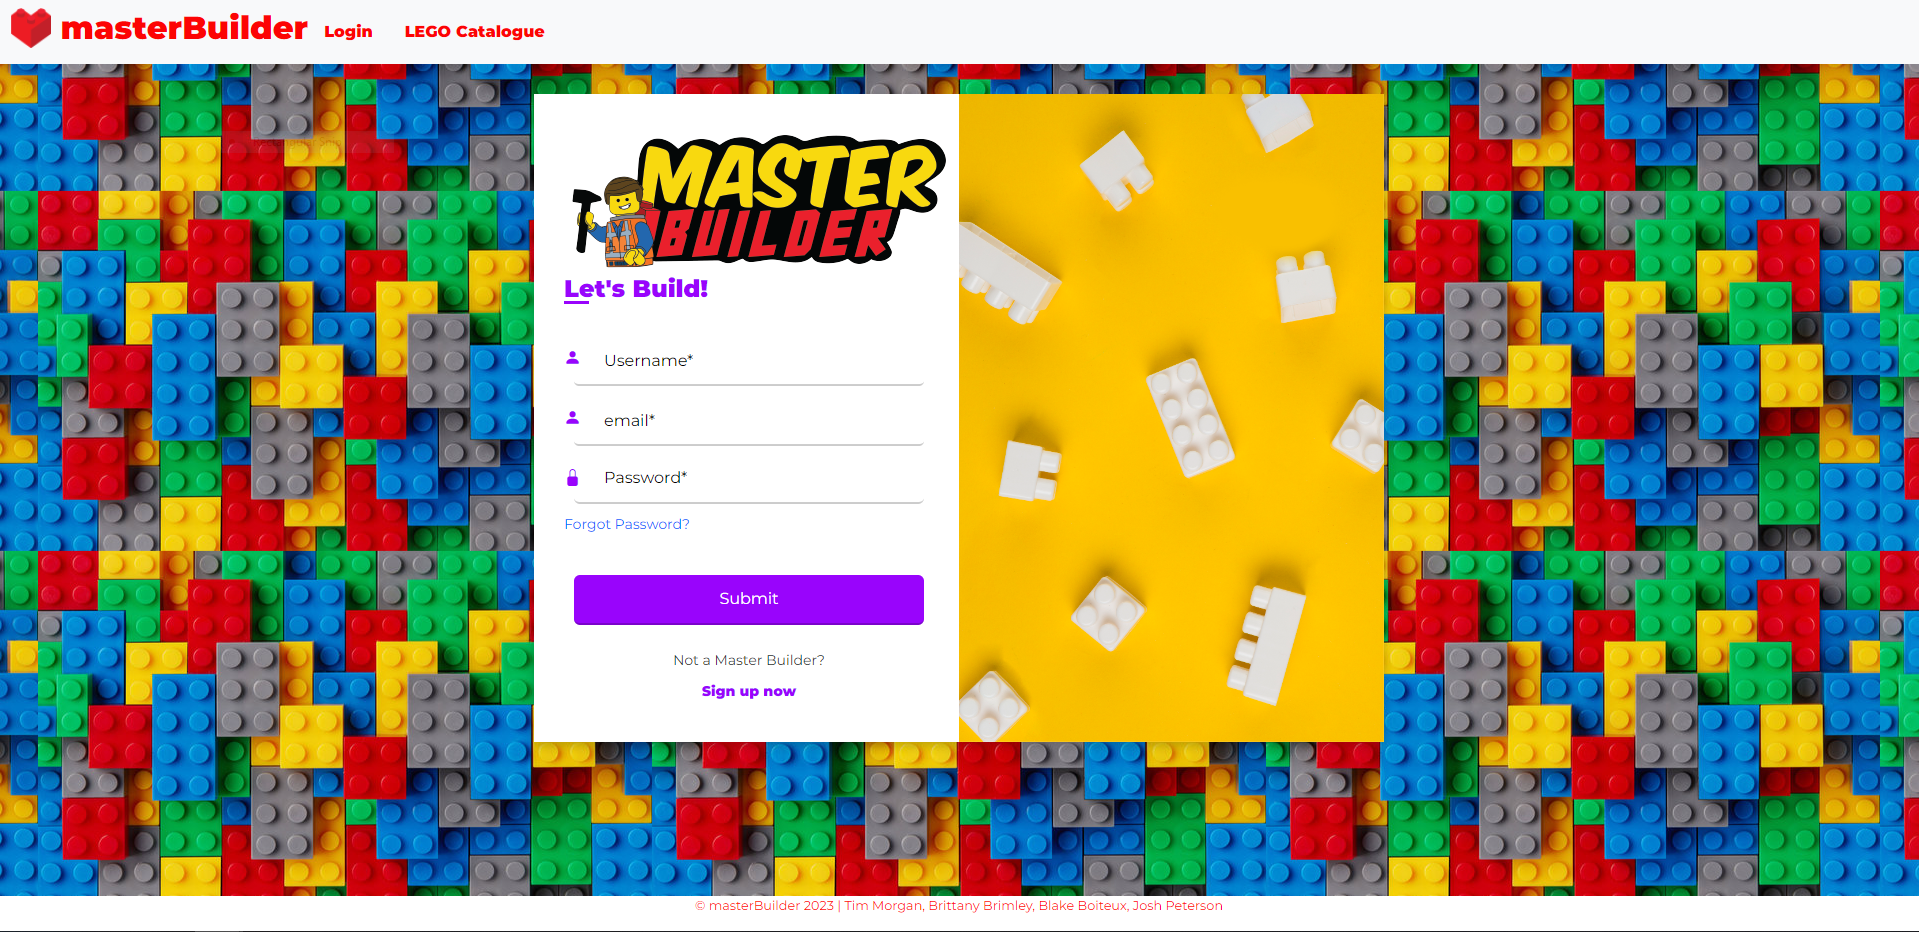 masterBuilder Login LEGO Catalogue
MASTER
BUILDER
Let's Build!
Username*
email*
Password*
Forgot Password?
Submit
Not a Master Builder?
Sign up now
© masterBuilder 2023 | Tim Morgan, Brittany Brimley, Blake Boiteux, Josh Peterson